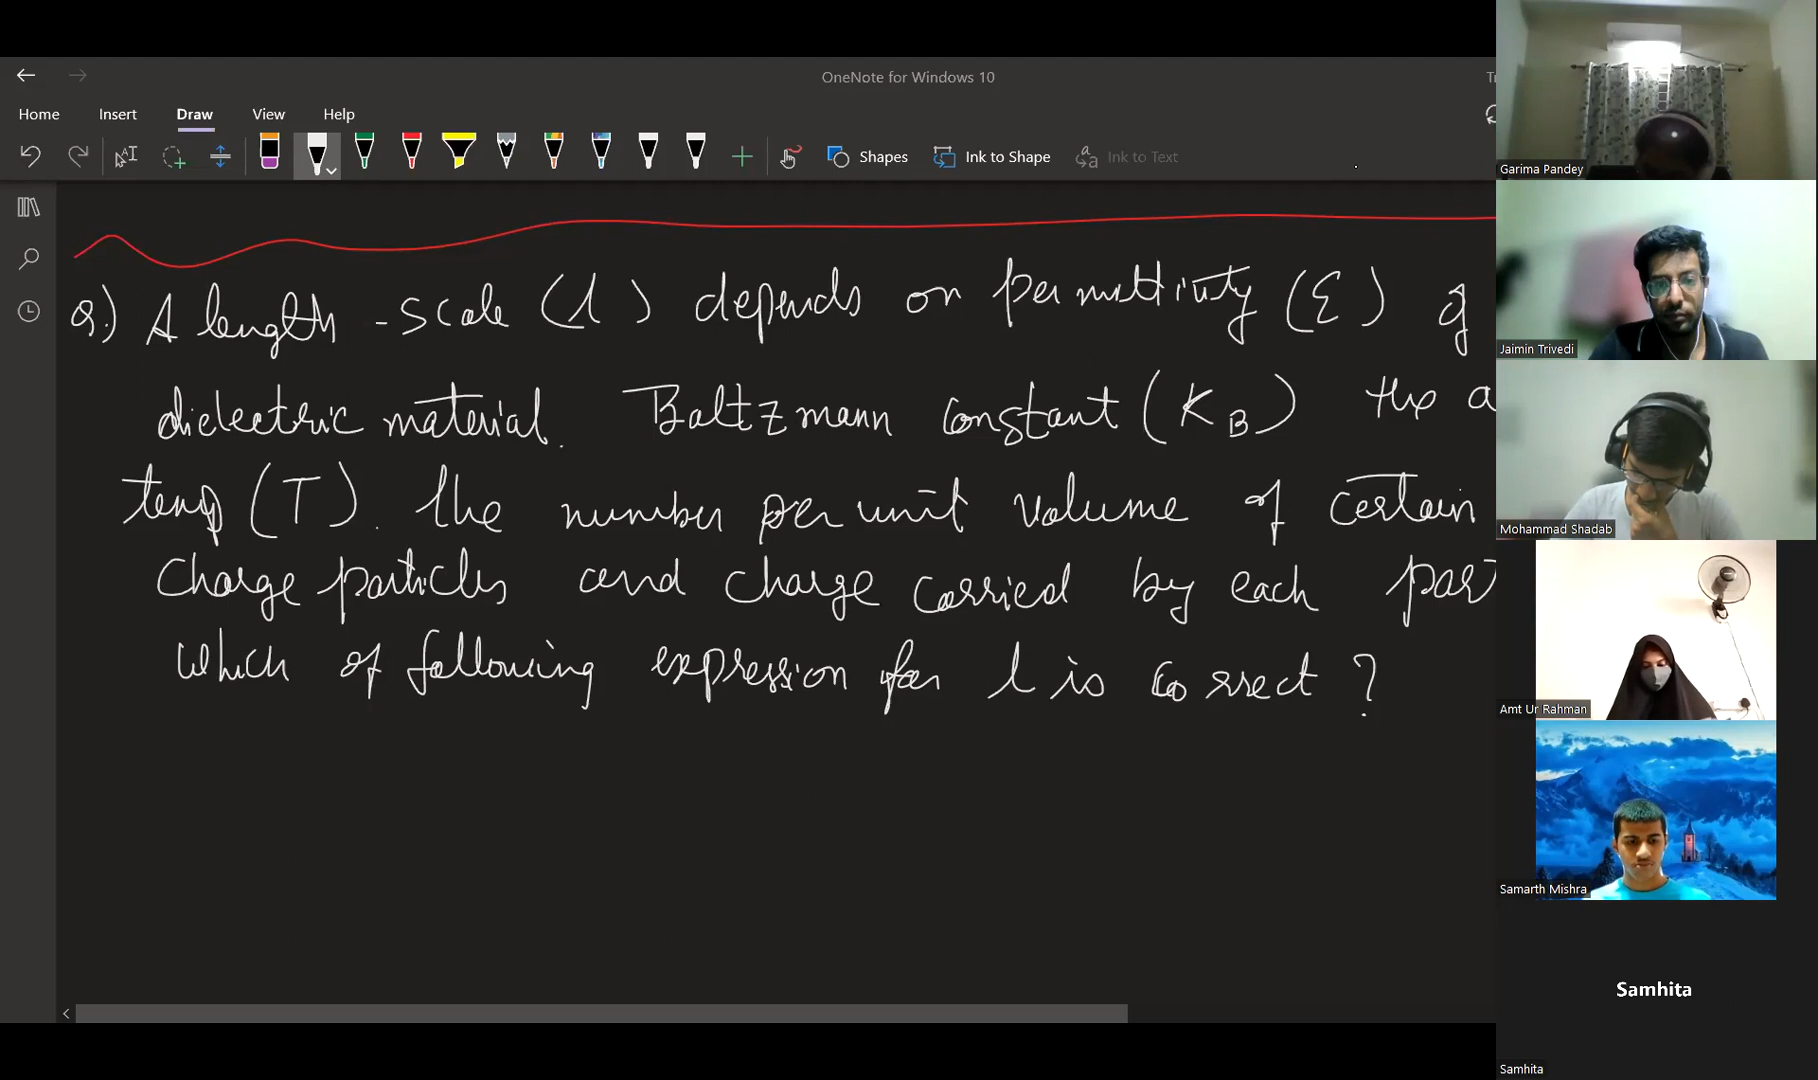 OneNote for Windows 10
Home Insert Draw View Help
Shapes Ink to Shape Ink to Text
Q.) A length - scale (l) depends on permittivity (ε) of
dielectric material. Boltzmann constant (KB) the a
temp (T). the number per unit volume of certain
charge particles and charge carried by each par
which of following expression for l is correct ?
Garima Pandey
Jaimin Trivedi
Mohammad Shadab
Amt Ur Rahman
Samarth Mishra
Samhita
Samhita